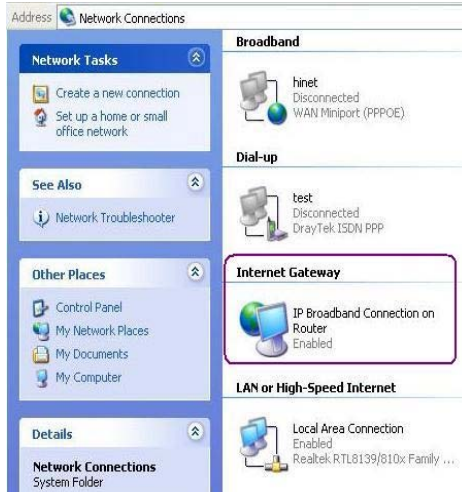 Address Network Connections
Network Tasks
Create a new connection
Set up a home or small
office network
See Also
Network Troubleshooter
Other Places
Control Panel
My Network Places
My Documents
My Computer
Details
Network Connections
System Folder
Broadband
hinet
Disconnected
WAN Miniport (PPPOE)
Dial-up
test
Disconnected
DrayTek ISDN PPP
Internet Gateway
IP Broadband Connection on
Router
Enabled
LAN or High-Speed Internet
Local Area Connection
Enabled
Realtek RTL8139/810x Family ...